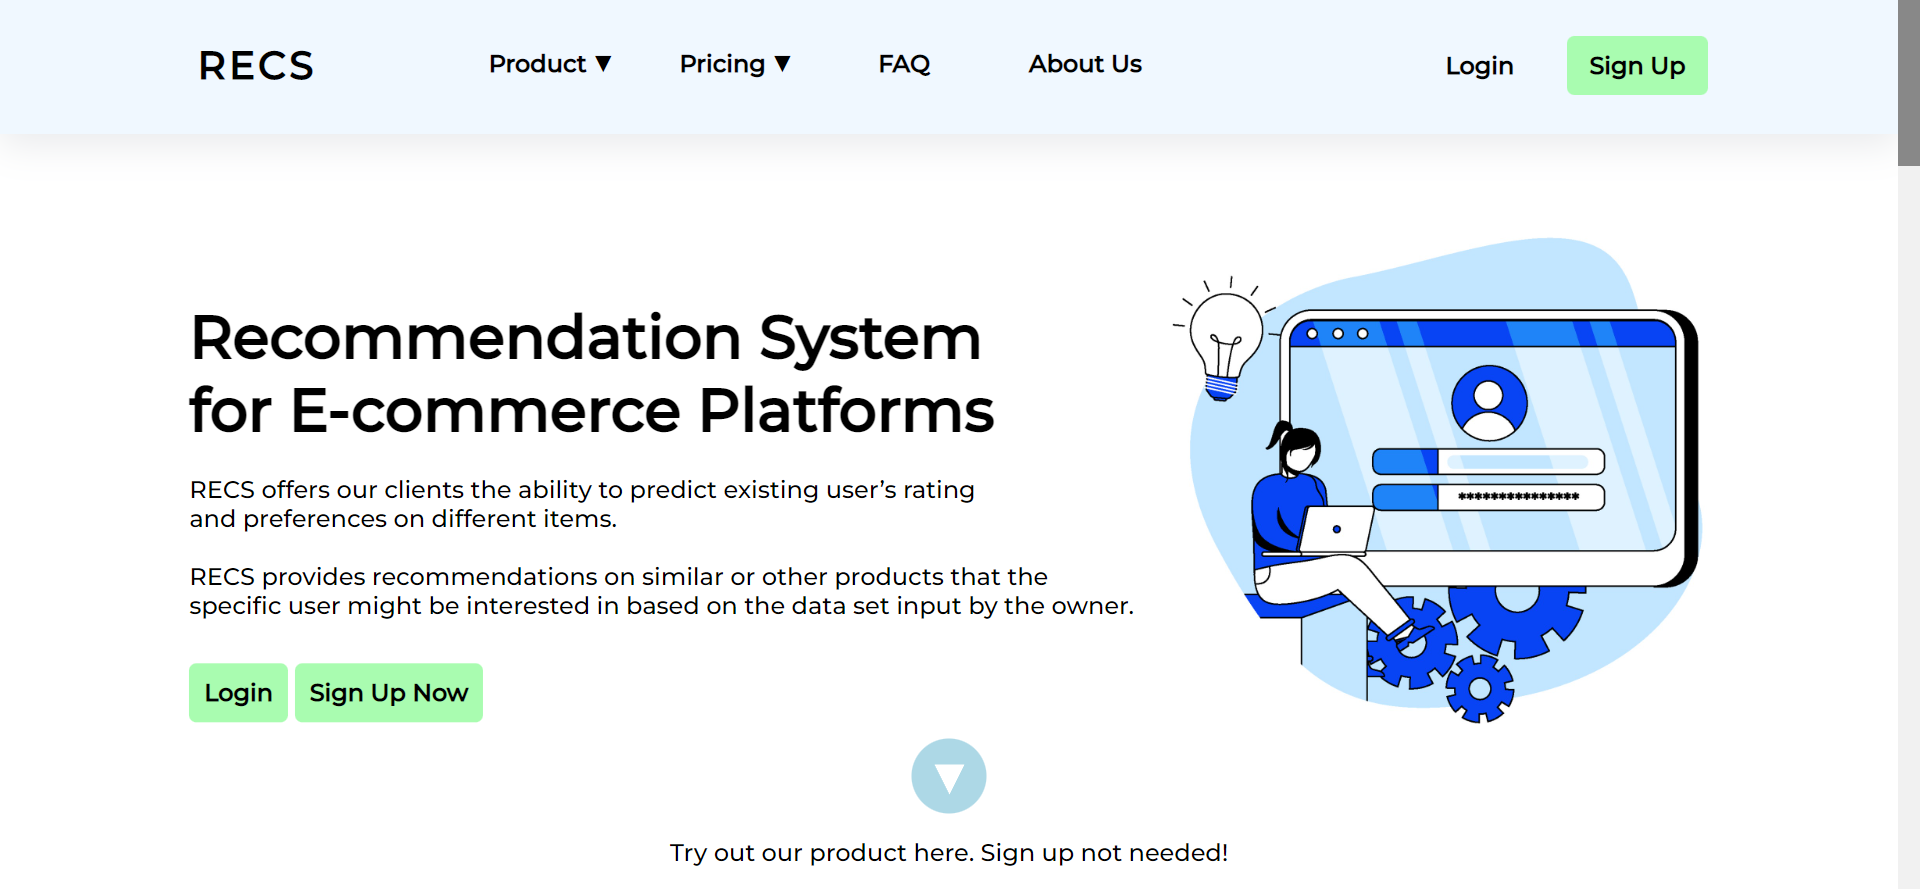 RECS
Product ▼
Pricing ▼
FAQ
About Us
Login
Sign Up
Recommendation System
for E-commerce Platforms
RECS offers our clients the ability to predict existing user’s rating
and preferences on different items.
RECS provides recommendations on similar or other products that the
specific user might be interested in based on the data set input by the owner.
***************
Login
Sign Up Now
▼
Try out our product here. Sign up not needed!